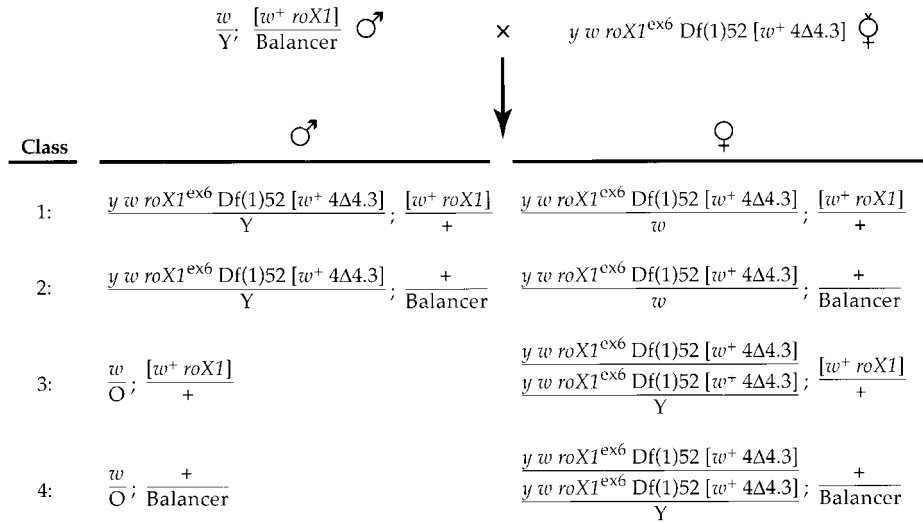 w/Y; [w⁺ roX1]/Balancer ♂ × y w roX1ᵉˣ⁶ Df(1)52 [w⁺ 4Δ4.3] ☿
Class ♂ ♀
1: y w roX1ᵉˣ⁶ Df(1)52 [w⁺ 4Δ4.3]/Y; [w⁺ roX1]/+ y w roX1ᵉˣ⁶ Df(1)52 [w⁺ 4Δ4.3]/w; [w⁺ roX1]/+
2: y w roX1ᵉˣ⁶ Df(1)52 [w⁺ 4Δ4.3]/Y; +/Balancer y w roX1ᵉˣ⁶ Df(1)52 [w⁺ 4Δ4.3]/w; +/Balancer
3: w/O; [w⁺ roX1]/+ y w roX1ᵉˣ⁶ Df(1)52 [w⁺ 4Δ4.3]/y w roX1ᵉˣ⁶ Df(1)52 [w⁺ 4Δ4.3]/Y; [w⁺ roX1]/+
4: w/O; +/Balancer y w roX1ᵉˣ⁶ Df(1)52 [w⁺ 4Δ4.3]/y w roX1ᵉˣ⁶ Df(1)52 [w⁺ 4Δ4.3]/Y; +/Balancer